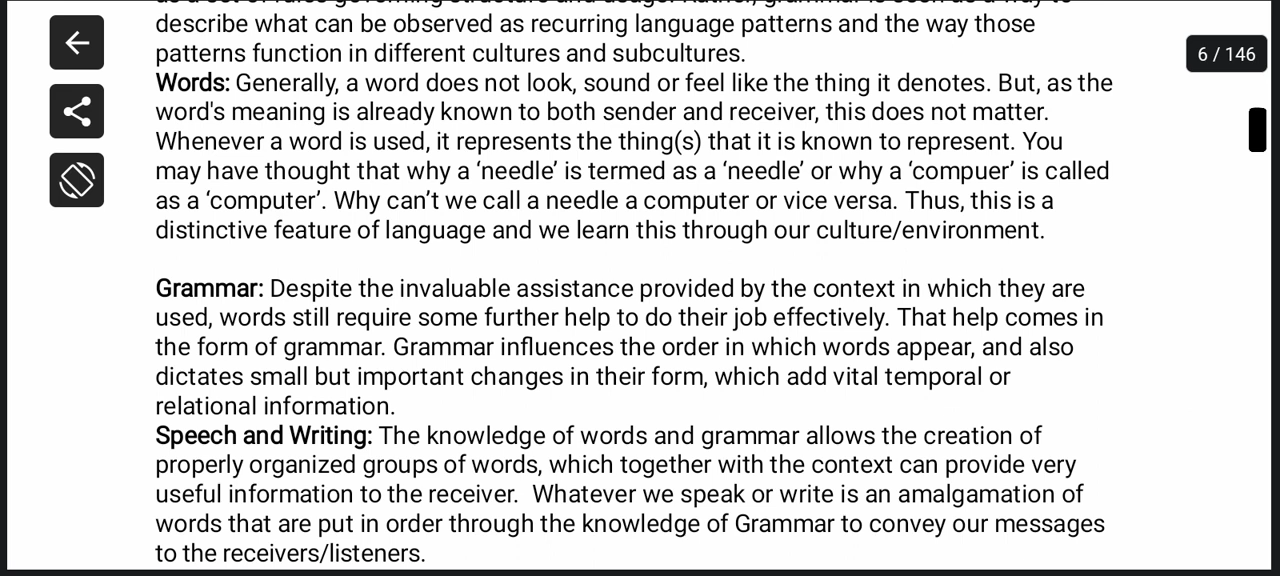 describe what can be observed as recurring language patterns and the way those
patterns function in different cultures and subcultures.
6 / 146
Words: Generally, a word does not look, sound or feel like the thing it denotes. But, as the
word's meaning is already known to both sender and receiver, this does not matter.
Whenever a word is used, it represents the thing(s) that it is known to represent. You
may have thought that why a ‘needle’ is termed as a ‘needle’ or why a ‘compuer’ is called
as a ‘computer’. Why can’t we call a needle a computer or vice versa. Thus, this is a
distinctive feature of language and we learn this through our culture/environment.
Grammar: Despite the invaluable assistance provided by the context in which they are
used, words still require some further help to do their job effectively. That help comes in
the form of grammar. Grammar influences the order in which words appear, and also
dictates small but important changes in their form, which add vital temporal or
relational information.
Speech and Writing: The knowledge of words and grammar allows the creation of
properly organized groups of words, which together with the context can provide very
useful information to the receiver.  Whatever we speak or write is an amalgamation of
words that are put in order through the knowledge of Grammar to convey our messages
to the receivers/listeners.